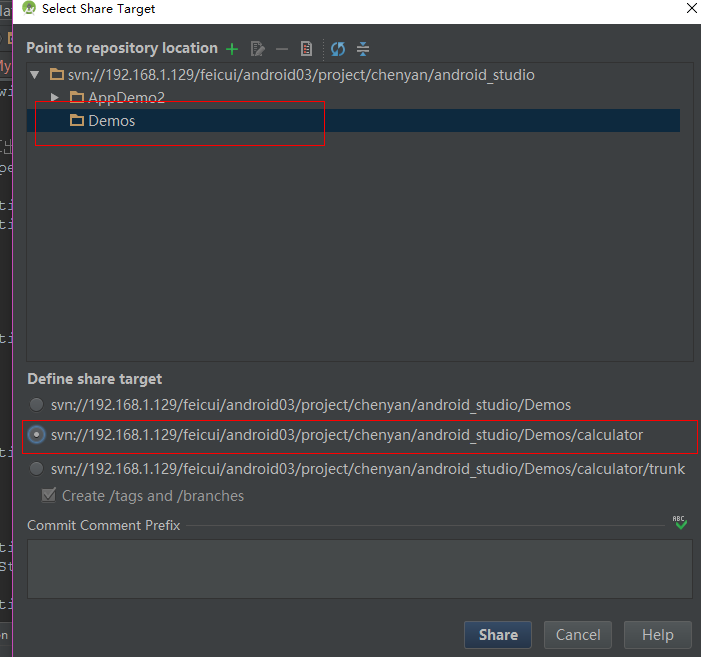 Select Share Target
Point to repository location
svn://192.168.1.129/feicui/android03/project/chenyan/android_studio
AppDemo2
Demos
Define share target
svn://192.168.1.129/feicui/android03/project/chenyan/android_studio/Demos
svn://192.168.1.129/feicui/android03/project/chenyan/android_studio/Demos/calculator
svn://192.168.1.129/feicui/android03/project/chenyan/android_studio/Demos/calculator/trunk
Create /tags and /branches
Commit Comment Prefix
ABC
Share Cancel Help